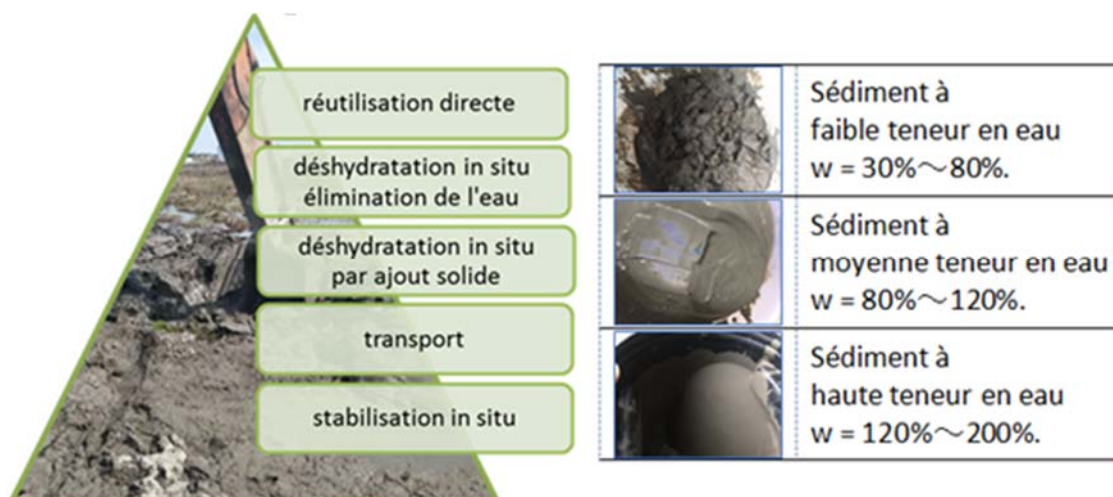 réutilisation directe
déshydratation in situ
élimination de l'eau
déshydratation in situ
par ajout solide
transport
stabilisation in situ
Sédiment à
faible teneur en eau
w = 30%～80%.
Sédiment à
moyenne teneur en eau
w = 80%～120%.
Sédiment à
haute teneur en eau
w = 120%～200%.